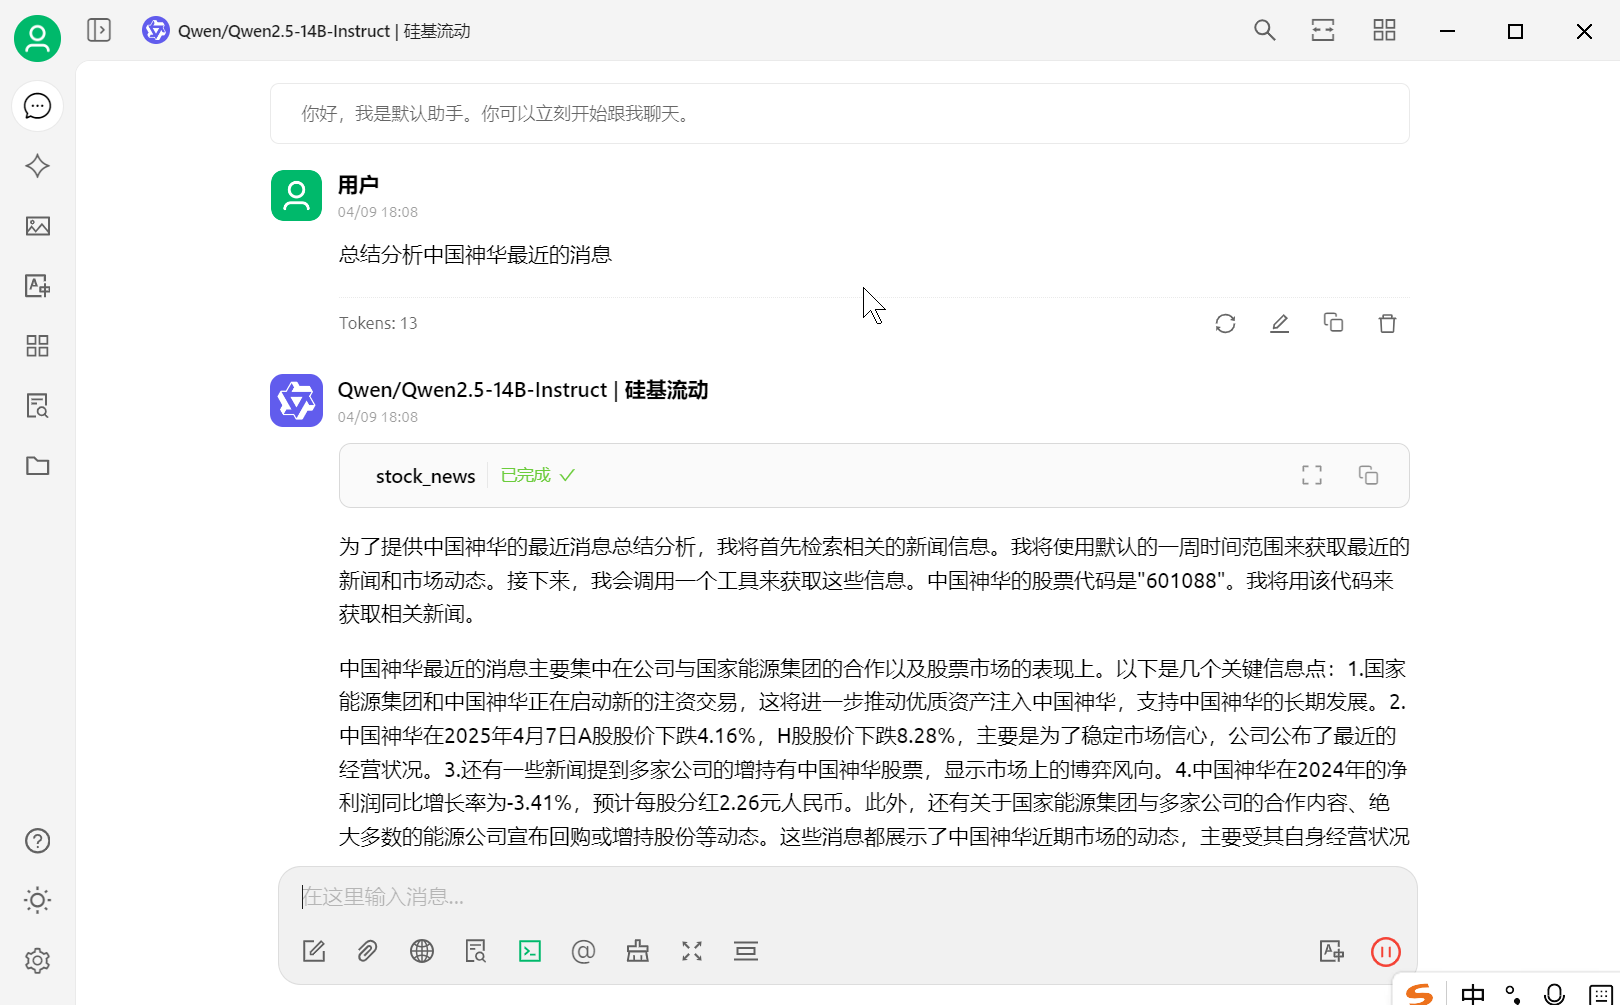 Qwen/Qwen2.5-14B-Instruct | 硅基流动
你好，我是默认助手。你可以立刻开始跟我聊天。
用户
04/09 18:08
总结分析中国神华最近的消息
Tokens: 13
Qwen/Qwen2.5-14B-Instruct | 硅基流动
04/09 18:08
stock_news 已完成
为了提供中国神华的最近消息总结分析，我将首先检索相关的新闻信息。我将使用默认的一周时间范围来获取最近的
新闻和市场动态。接下来，我会调用一个工具来获取这些信息。中国神华的股票代码是"601088"。我将用该代码来
获取相关新闻。
中国神华最近的消息主要集中在公司与国家能源集团的合作以及股票市场的表现上。以下是几个关键信息点：1.国家
能源集团和中国神华正在启动新的注资交易，这将进一步推动优质资产注入中国神华，支持中国神华的长期发展。2.
中国神华在2025年4月7日A股股价下跌4.16%，H股股价下跌8.28%，主要是为了稳定市场信心，公司公布了最近的
经营状况。3.还有一些新闻提到多家公司的增持有中国神华股票，显示市场上的博弈风向。4.中国神华在2024年的净
利润同比增长率为-3.41%，预计每股分红2.26元人民币。此外，还有关于国家能源集团与多家公司的合作内容、绝
大多数的能源公司宣布回购或增持股份等动态。这些消息都展示了中国神华近期市场的动态，主要受其自身经营状况
在这里输入消息...
中